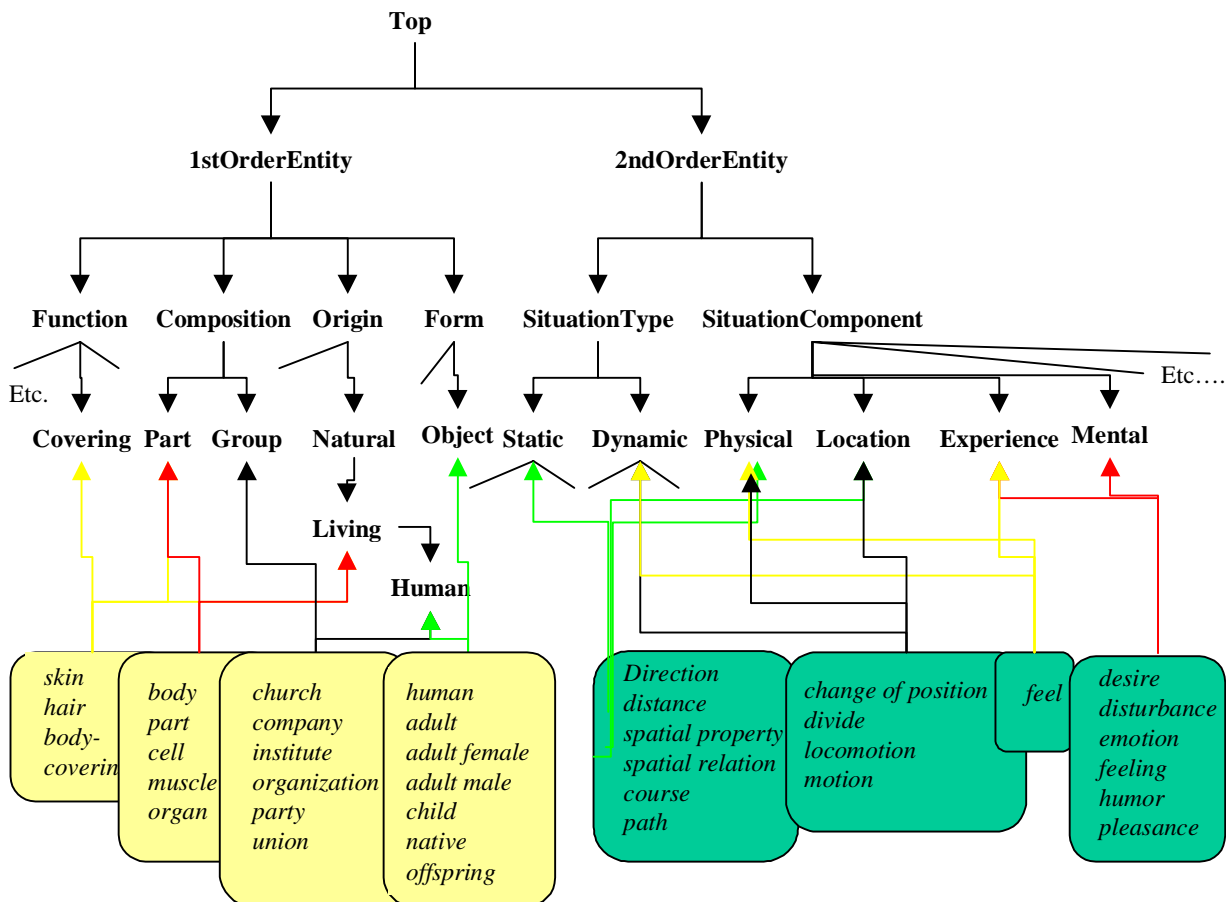 Top
1stOrderEntity 2ndOrderEntity
Function Composition Origin Form SituationType SituationComponent
Etc. Etc....
Covering Part Group Natural Object Static Dynamic Physical Location Experience Mental
Living
Human
skin
hair
body-
coverin
body
part
cell
muscle
organ
church
company
institute
organization
party
union
human
adult
adult female
adult male
child
native
offspring
Direction
distance
spatial property
spatial relation
course
path
change of position
divide
locomotion
motion
feel
desire
disturbance
emotion
feeling
humor
pleasance